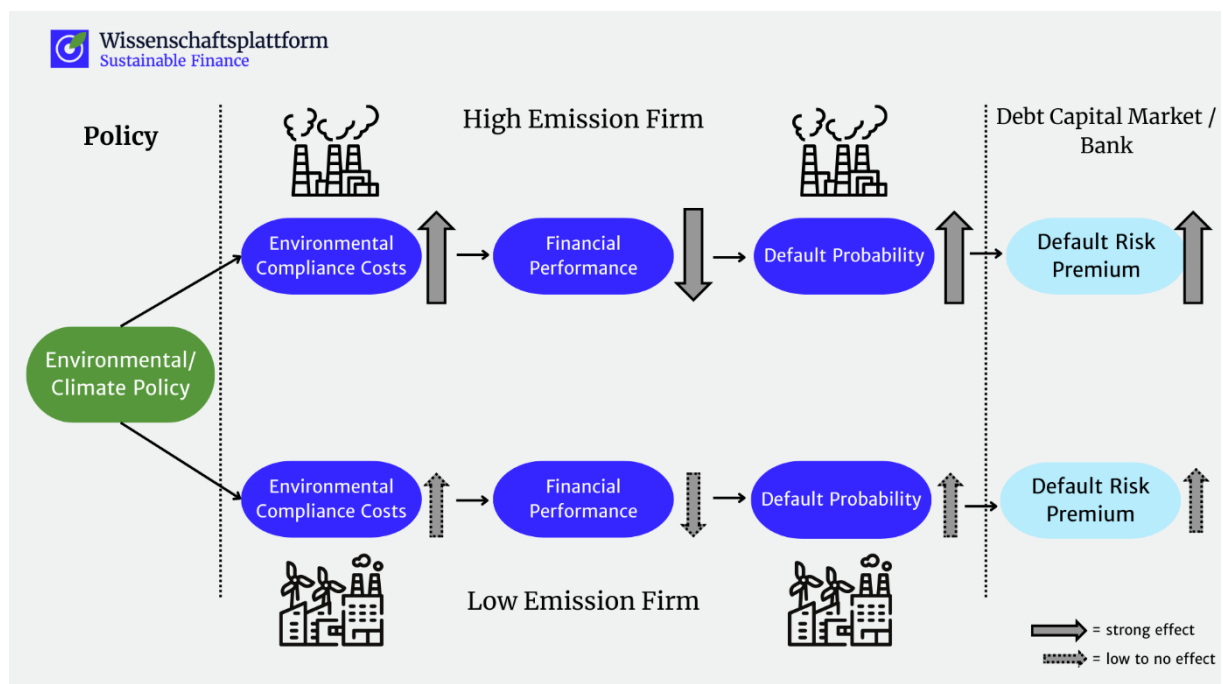 Wissenschaftsplattform
Sustainable Finance
Policy
High Emission Firm
Debt Capital Market /
Bank
Environmental
Compliance Costs
Financial
Performance
Default Probability
Default Risk
Premium
Environmental/
Climate Policy
Environmental
Compliance Costs
Financial
Performance
Default Probability
Default Risk
Premium
Low Emission Firm
= strong effect
= low to no effect